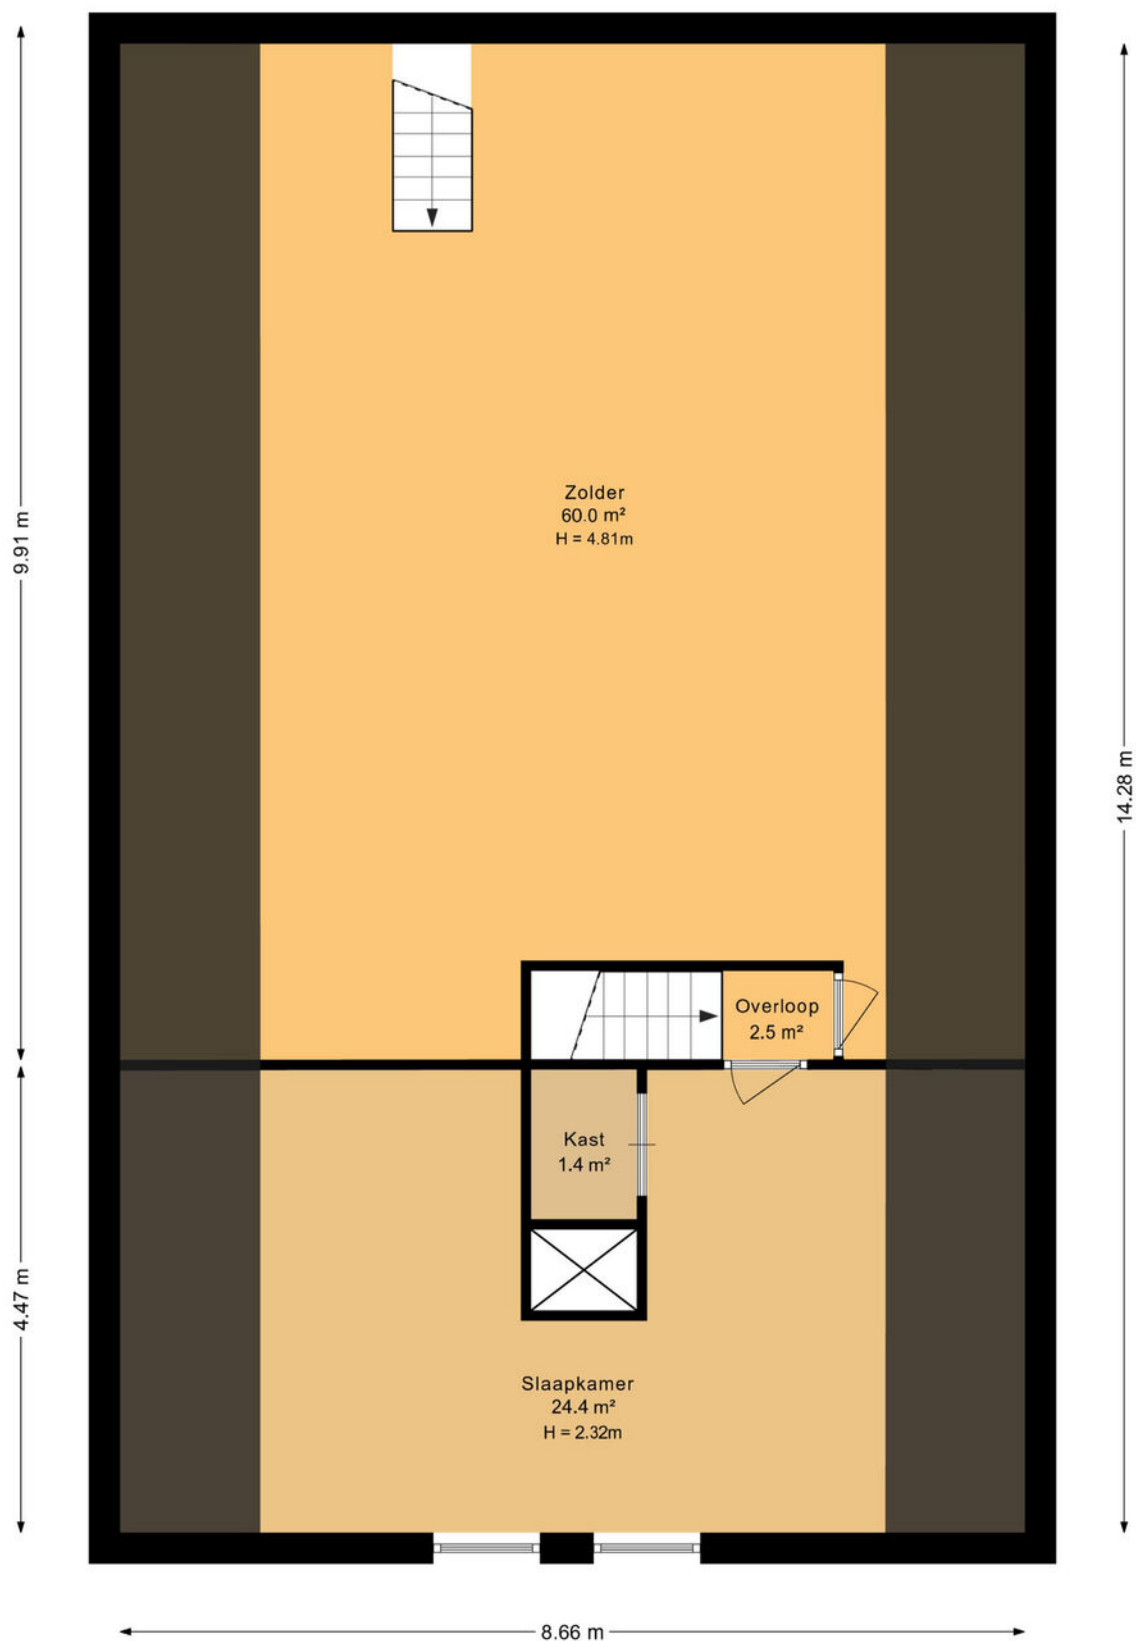 Zolder
60.0 m²
H = 4.81m
9.91 m
14.28 m
Overloop
2.5 m²
Kast
1.4 m²
4.47 m
Slaapkamer
24.4 m²
H = 2.32m
8.66 m